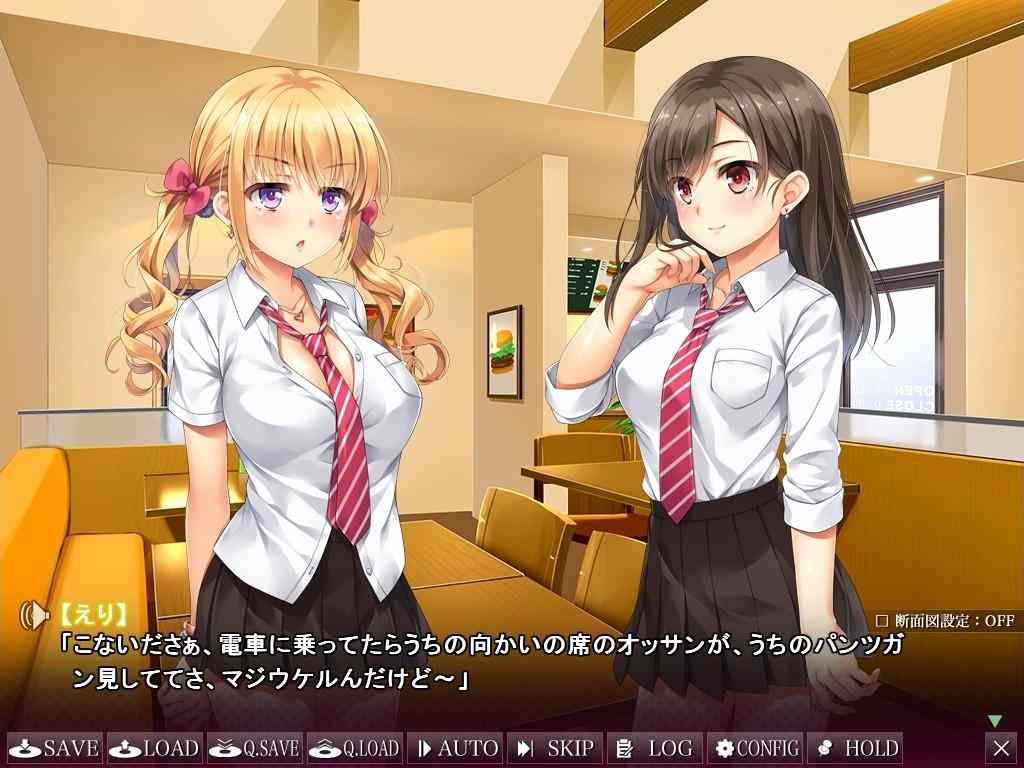 OPEN
CLOSE
□ 断面図設定：OFF
【えり】
「こないださぁ、電車に乗ってたらうちの向かいの席のオッサンが、うちのパンツガ
ン見しててさ、マジウケルんだけど～」
SAVE LOAD Q.SAVE Q.LOAD AUTO SKIP LOG CONFIG HOLD